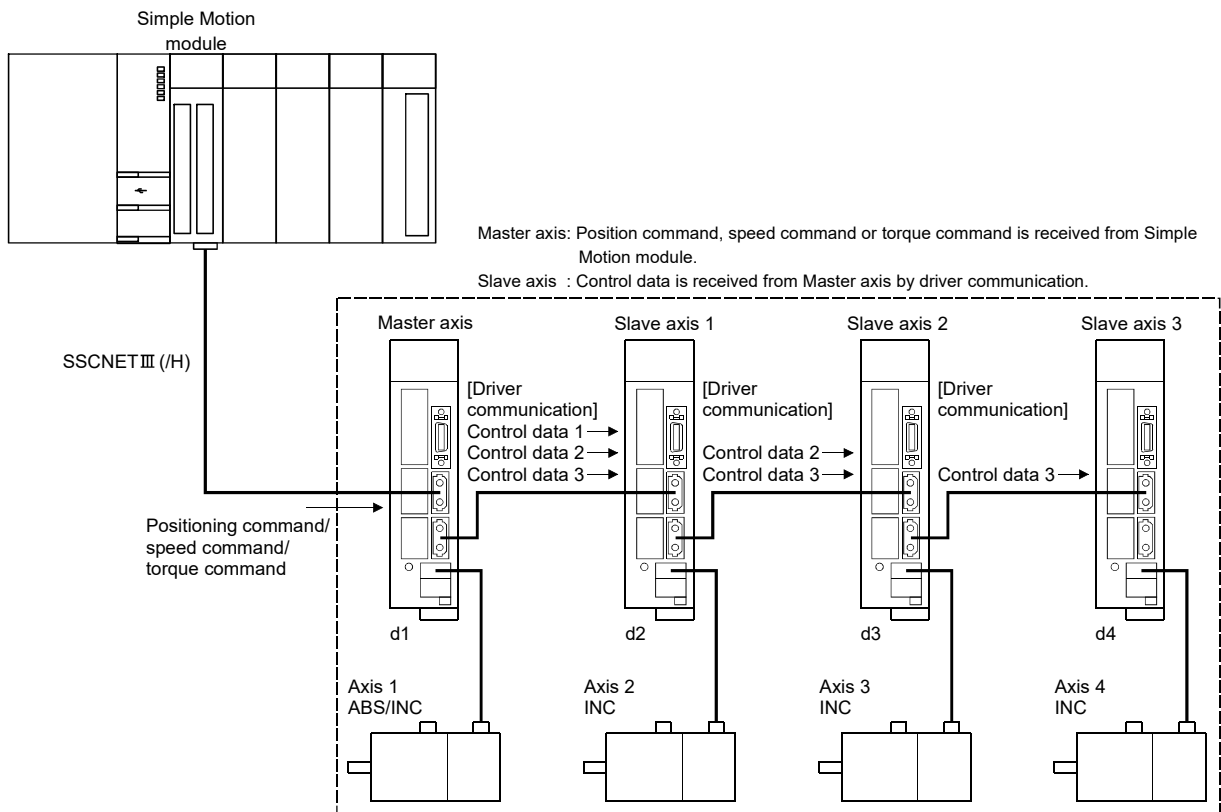 Simple Motion
module
Master axis: Position command, speed command or torque command is received from Simple
Motion module.
Slave axis : Control data is received from Master axis by driver communication.
SSCNETⅢ (/H)
Master axis
Slave axis 1
Slave axis 2
Slave axis 3
[Driver
communication]
Control data 1
Control data 2
Control data 3
[Driver
communication]
Control data 2
Control data 3
[Driver
communication]
Control data 3
Positioning command/
speed command/
torque command
d1
d2
d3
d4
Axis 1
ABS/INC
Axis 2
INC
Axis 3
INC
Axis 4
INC